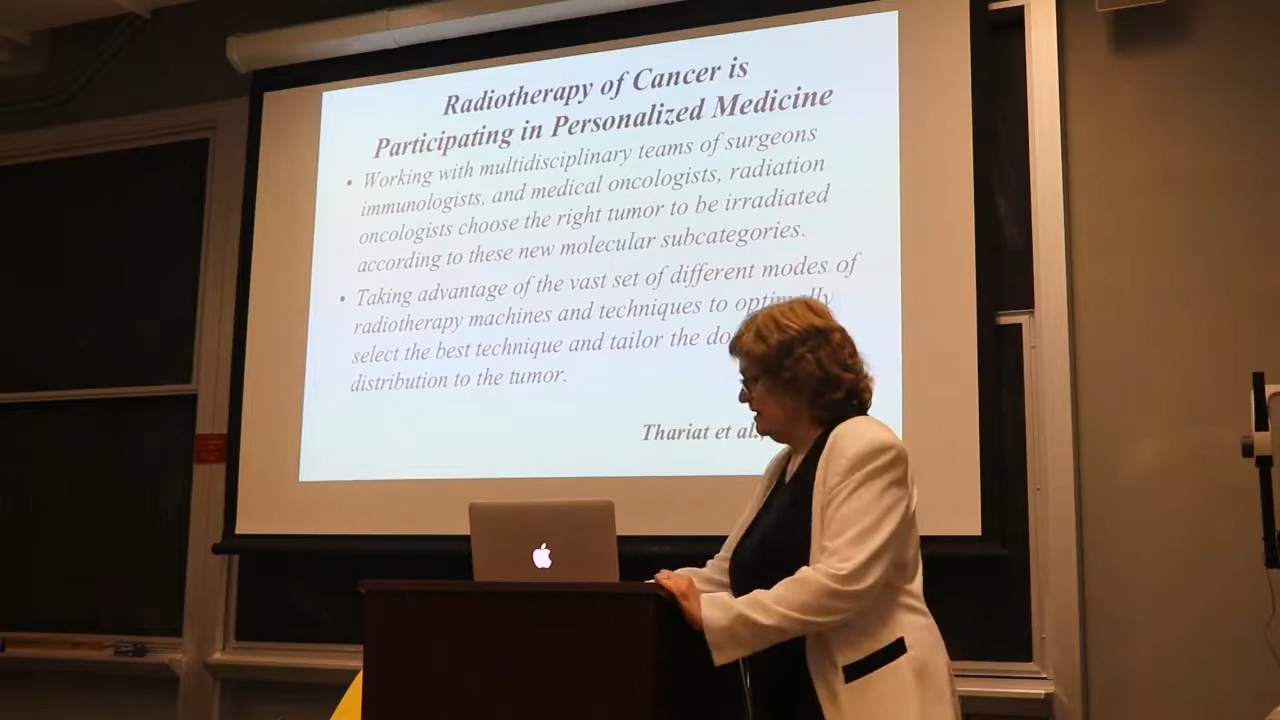 Radiotherapy of Cancer is
Participating in Personalized Medicine
• Working with multidisciplinary teams of surgeons
immunologists, and medical oncologists, radiation
oncologists choose the right tumor to be irradiated
according to these new molecular subcategories.
• Taking advantage of the vast set of different modes of
radiotherapy machines and techniques to optimally
select the best technique and tailor the
distribution to the tumor.
Thariat et al.,